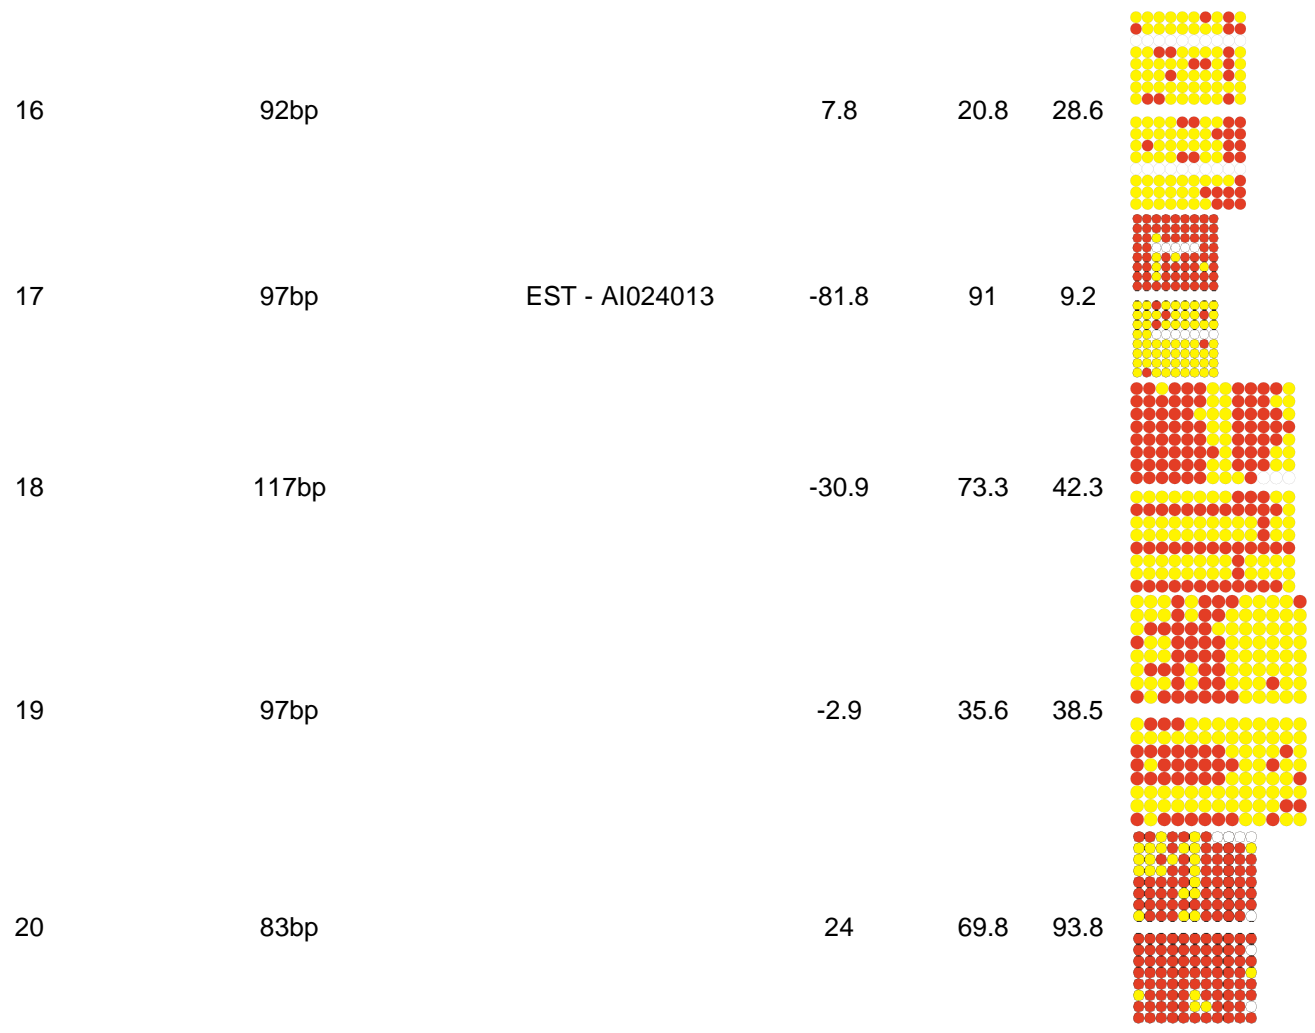 16 92bp 7.8 20.8 28.6
17 97bp EST - AI024013 -81.8 91 9.2
18 117bp -30.9 73.3 42.3
19 97bp -2.9 35.6 38.5
20 83bp 24 69.8 93.8